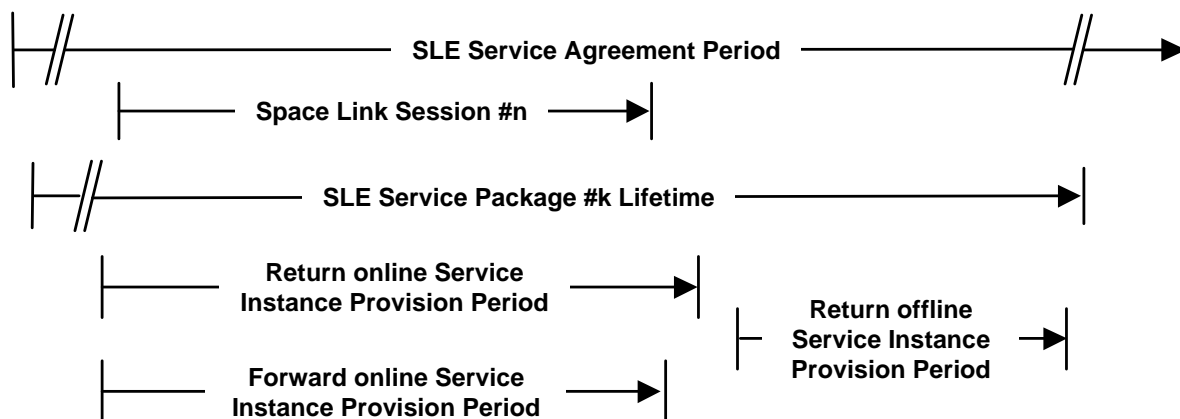 SLE Service Agreement Period
Space Link Session #n
SLE Service Package #k Lifetime
Return online Service
Instance Provision Period
Return offline
Service Instance
Provision Period
Forward online Service
Instance Provision Period